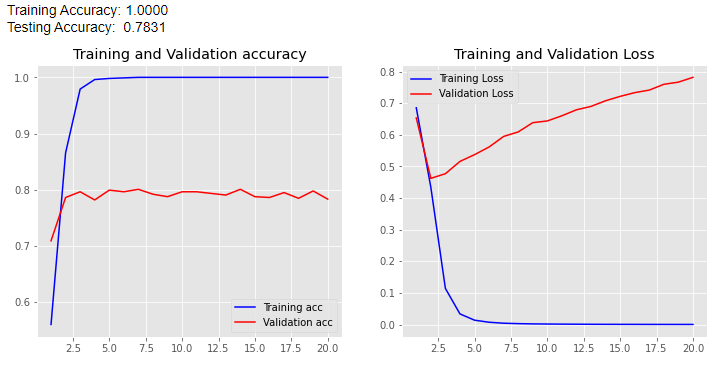 Training Accuracy: 1.0000
Testing Accuracy:  0.7831
Training and Validation accuracy
1.0
0.9
0.8
0.7
0.6
Training acc
Validation acc
2.5 5.0 7.5 10.0 12.5 15.0 17.5 20.0
Training and Validation Loss
0.8
0.7
0.6
0.5
0.4
0.3
0.2
0.1
0.0
Training Loss
Validation Loss
2.5 5.0 7.5 10.0 12.5 15.0 17.5 20.0